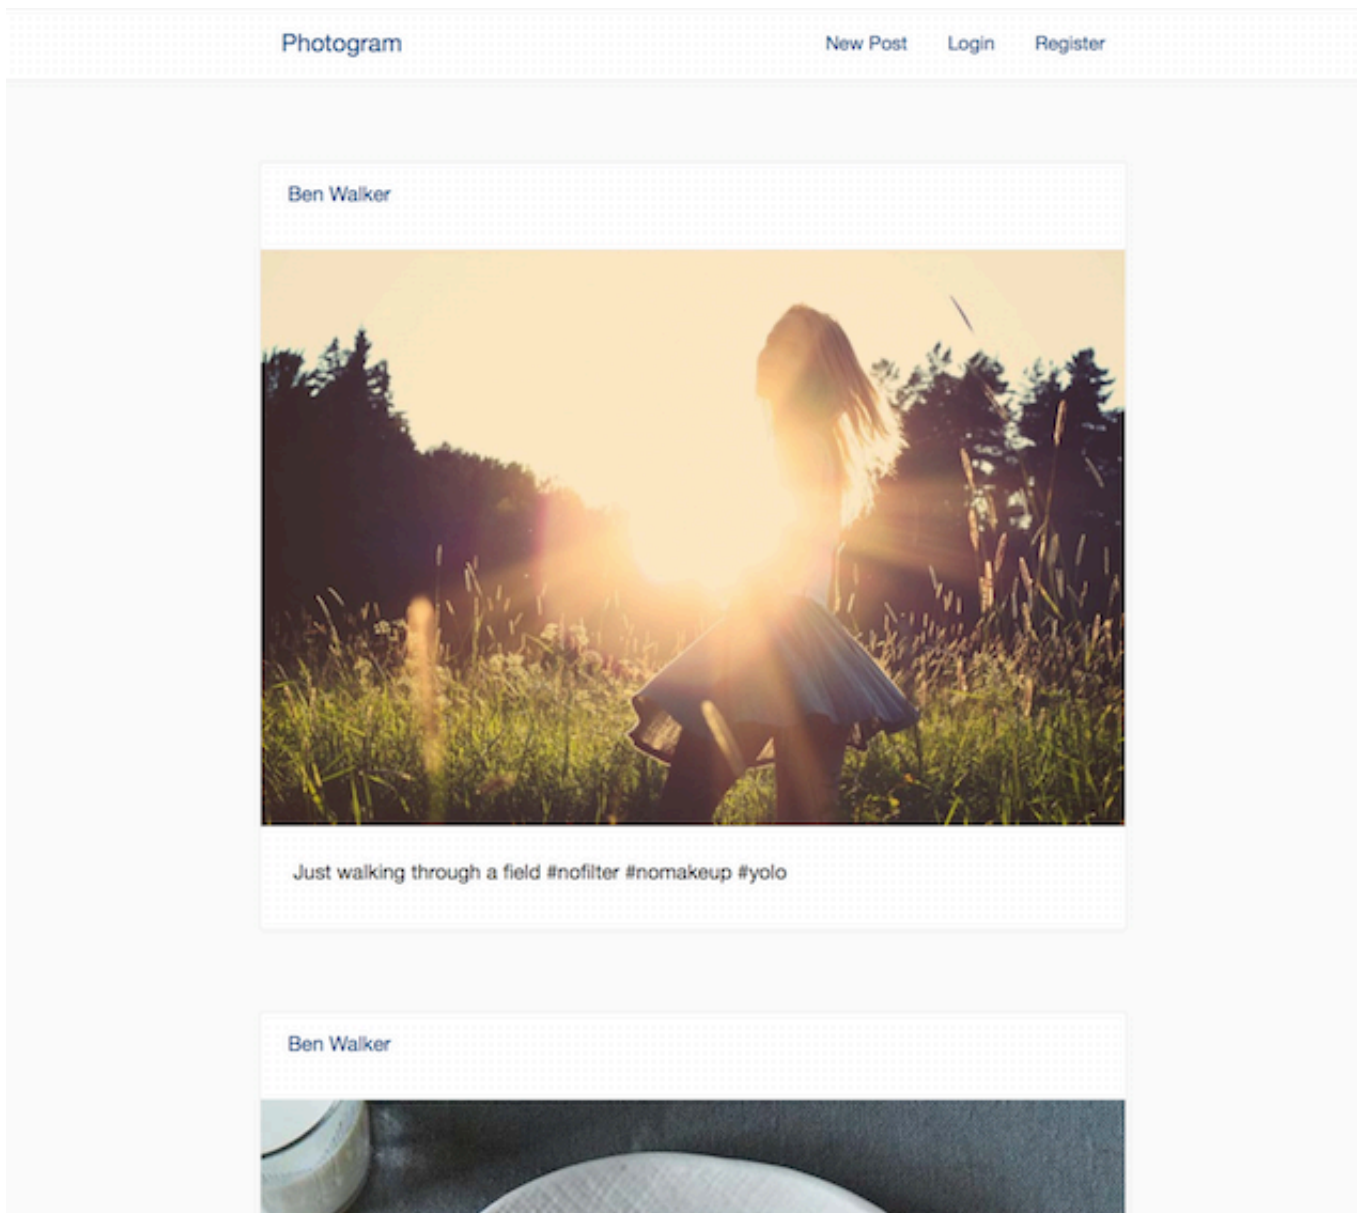 Photogram New Post Login Register
Ben Walker
Just walking through a field #nofilter #nomakeup #yolo
Ben Walker